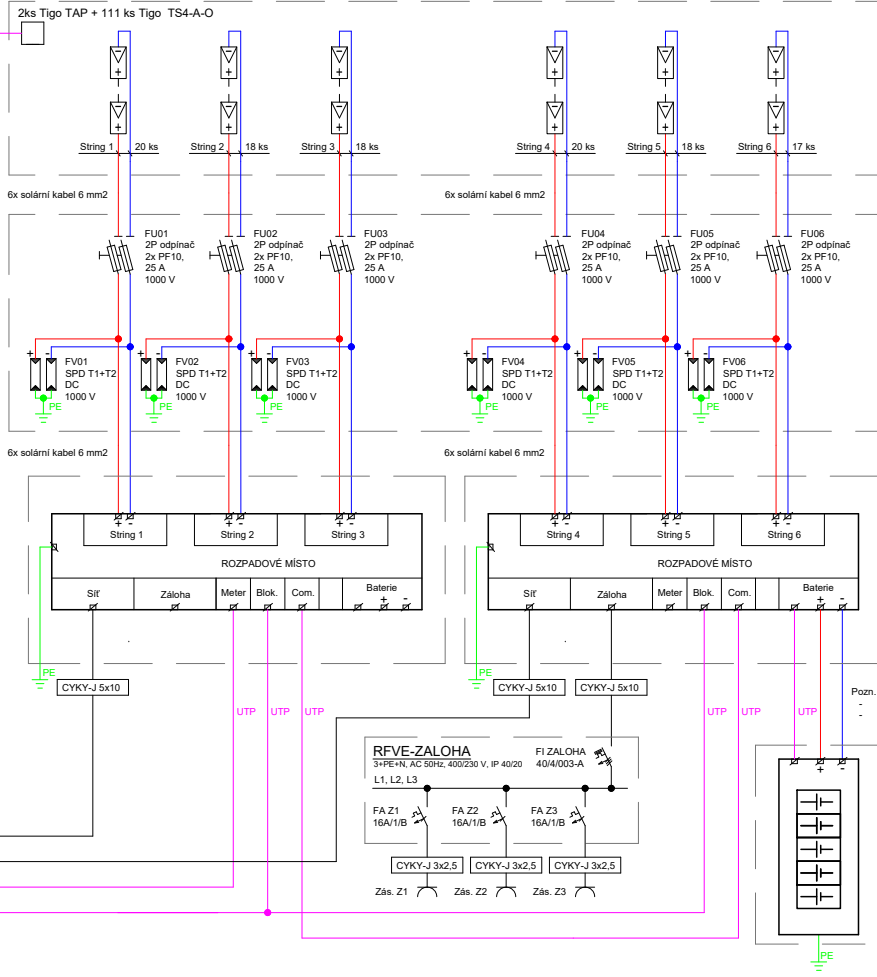 2ks Tigo TAP + 111 ks Tigo  TS4-A-O
+
+
+
+
+
+
+
+
+
+
+
+
String 1
20 ks
String 2
18 ks
String 3
18 ks
String 4
20 ks
String 5
18 ks
String 6
17 ks
6x solární kabel 6 mm2
6x solární kabel 6 mm2
FU01
2P odpínač
2x PF10,
25 A
1000 V
FU02
2P odpínač
2x PF10,
25 A
1000 V
FU03
2P odpínač
2x PF10,
25 A
1000 V
FU04
2P odpínač
2x PF10,
25 A
1000 V
FU05
2P odpínač
2x PF10,
25 A
1000 V
FU06
2P odpínač
2x PF10,
25 A
1000 V
+ -
FV01
SPD T1+T2
DC
1000 V
PE
+ -
FV02
SPD T1+T2
DC
1000 V
PE
+ -
FV03
SPD T1+T2
DC
1000 V
PE
+ -
FV04
SPD T1+T2
DC
1000 V
PE
+ -
FV05
SPD T1+T2
DC
1000 V
PE
+ -
FV06
SPD T1+T2
DC
1000 V
PE
6x solární kabel 6 mm2
6x solární kabel 6 mm2
+ -
String 1
+ -
String 2
+ -
String 3
ROZPADOVÉ MÍSTO
Síť
Záloha
Meter
Blok.
Com.
Baterie
+ -
+ -
String 4
+ -
String 5
+ -
String 6
ROZPADOVÉ MÍSTO
Síť
Záloha
Meter
Blok.
Com.
Baterie
+ -
PE
CYKY-J 5x10
UTP
UTP
UTP
PE
CYKY-J 5x10
CYKY-J 5x10
UTP
UTP
UTP
Pozn.
-
-
RFVE-ZALOHA
3+PE+N, AC 50Hz, 400/230 V, IP 40/20
L1, L2, L3
FI ZALOHA
40/4/003-A
FA Z1
16A/1/B
FA Z2
16A/1/B
FA Z3
16A/1/B
CYKY-J 3x2,5
CYKY-J 3x2,5
CYKY-J 3x2,5
Zás. Z1
Zás. Z2
Zás. Z3
+ -
PE